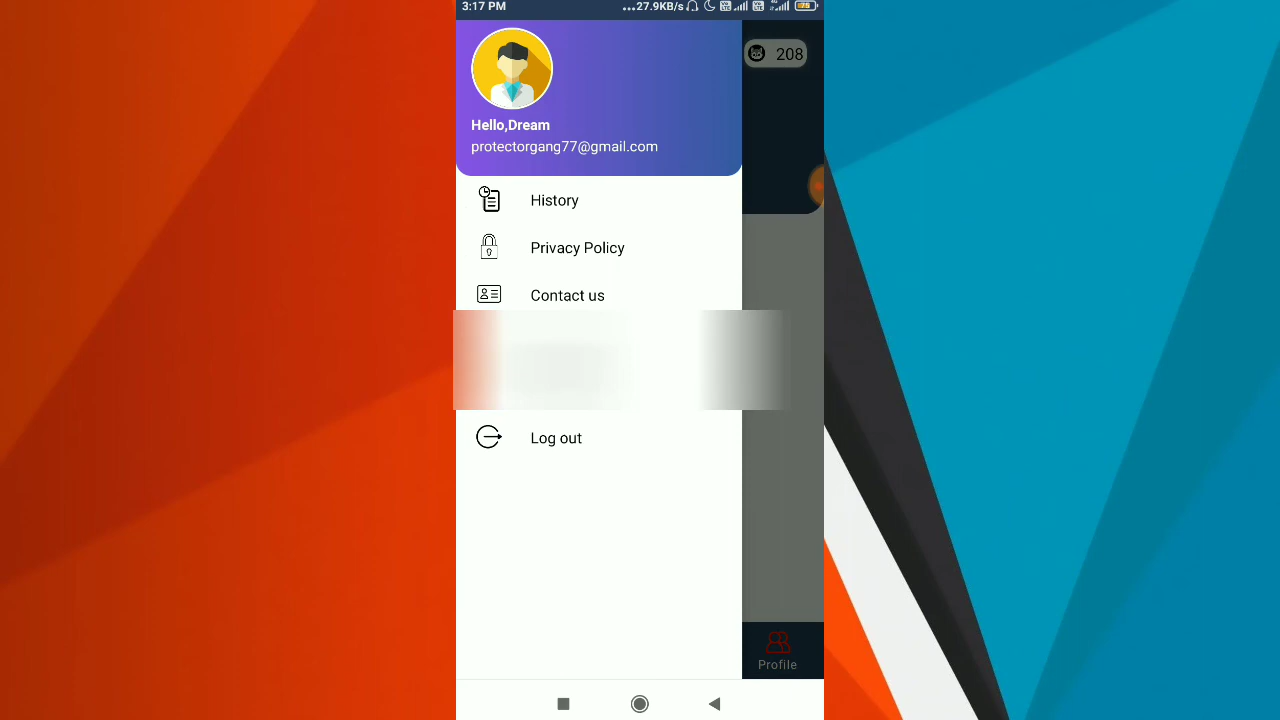 3:17 PM
...27.9KB/s
208
Hello,Dream
protectorgang77@gmail.com
History
Privacy Policy
Contact us
Log out
Profile